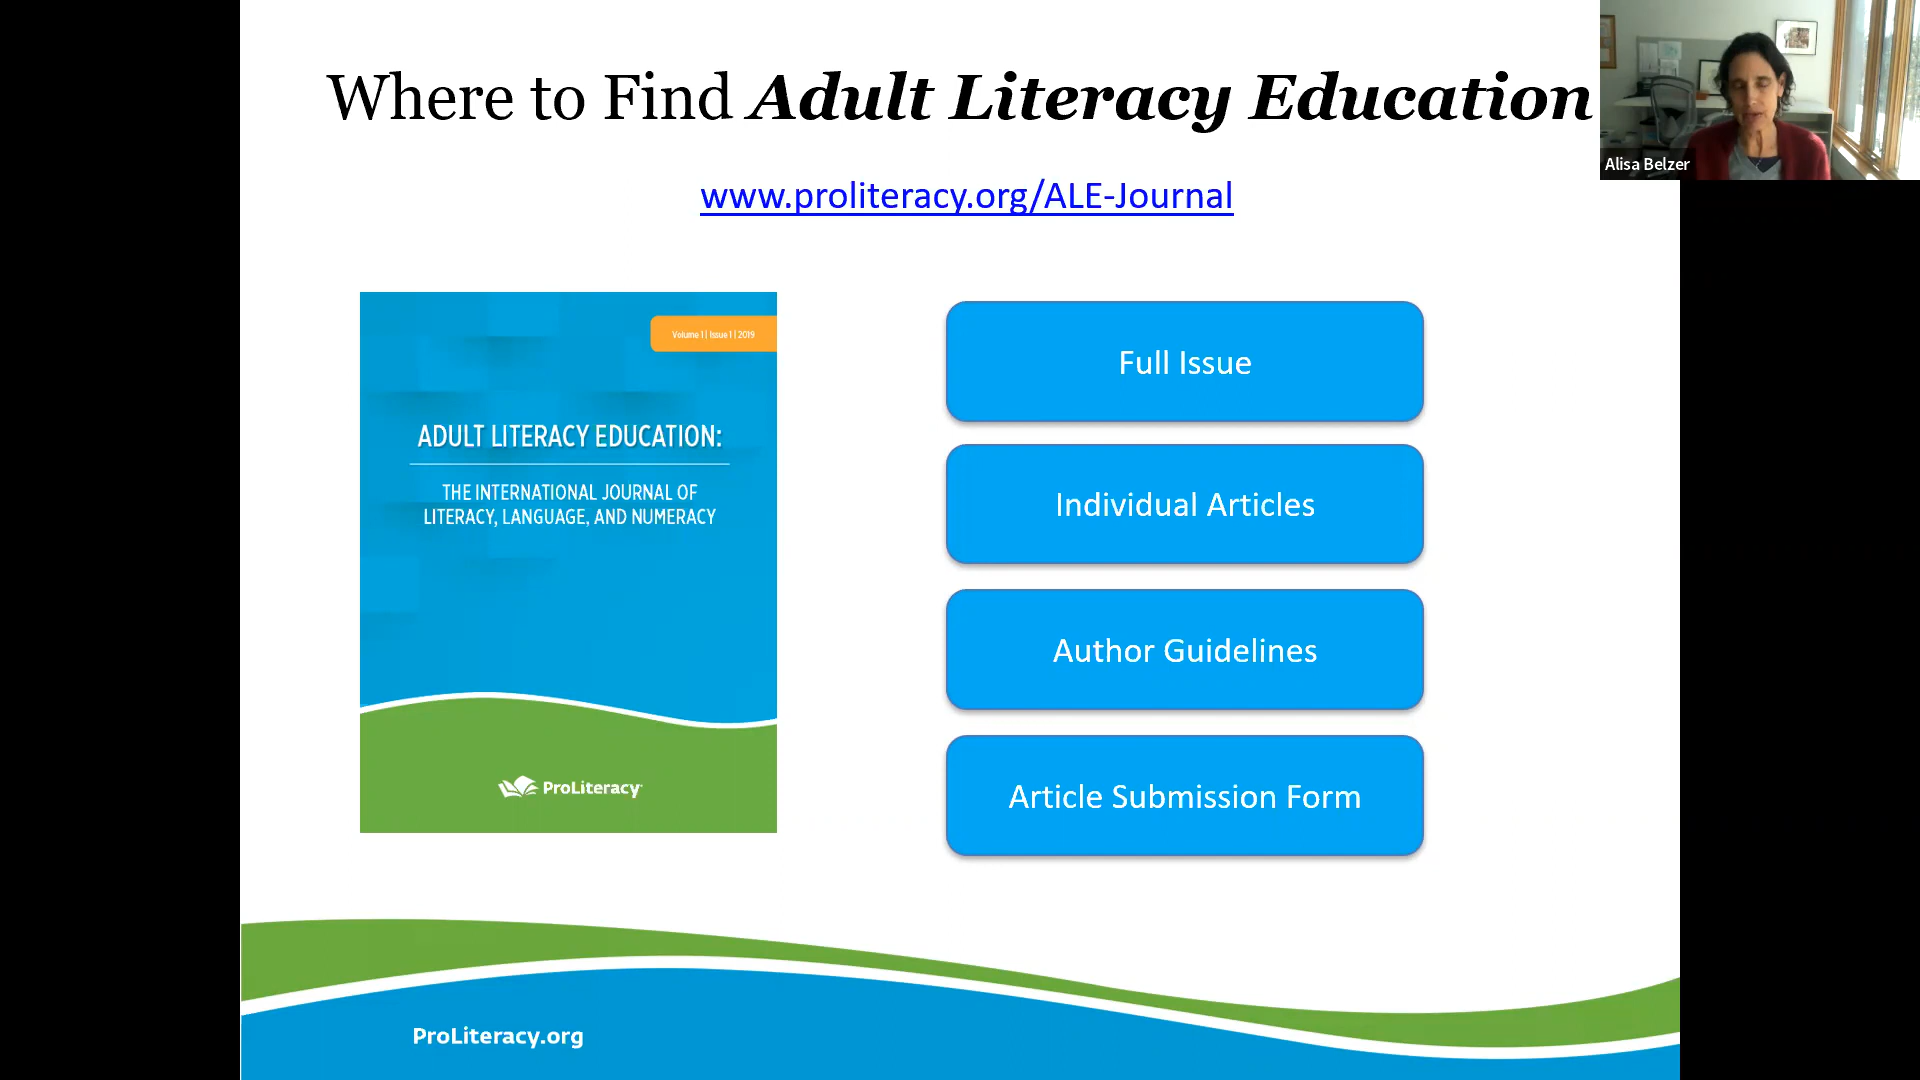 Where to Find Adult Literacy Education
Alisa Belzer
www.proliteracy.org/ALE-Journal
Volume 1 | Issue 1 | 2019
ADULT LITERACY EDUCATION:
THE INTERNATIONAL JOURNAL OF
LITERACY, LANGUAGE, AND NUMERACY
ProLiteracy
Full Issue
Individual Articles
Author Guidelines
Article Submission Form
ProLiteracy.org